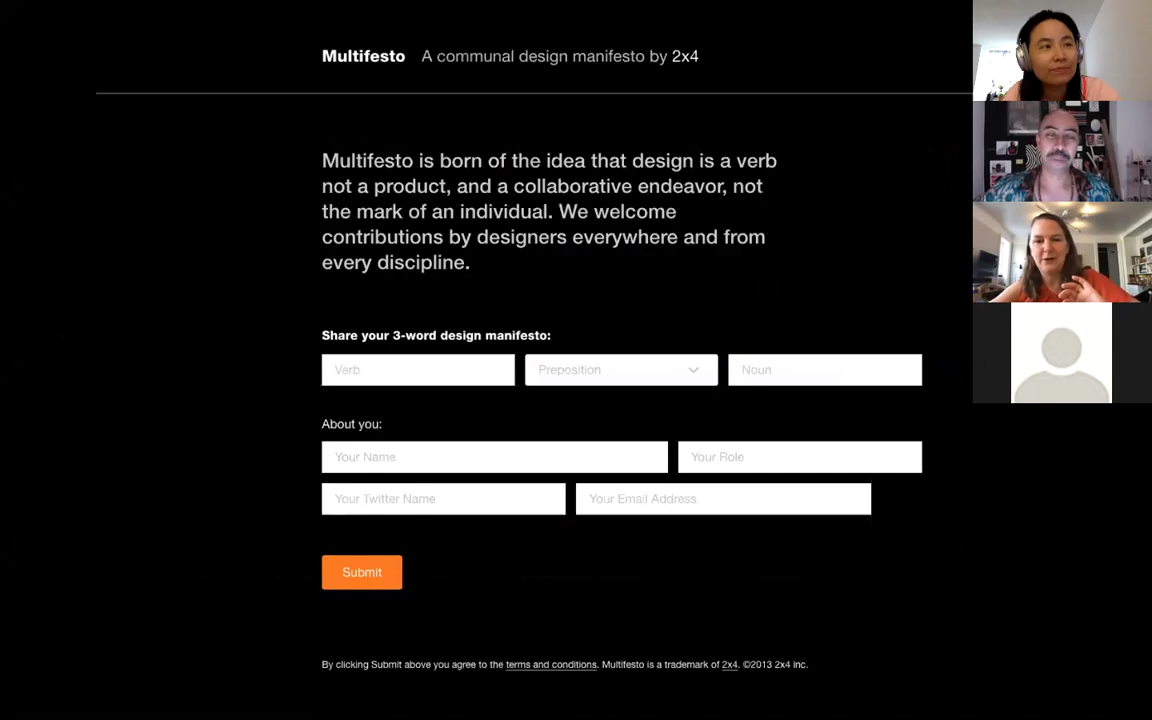 Multifesto A communal design manifesto by 2x4
Multifesto is born of the idea that design is a verb
not a product, and a collaborative endeavor, not
the mark of an individual. We welcome
contributions by designers everywhere and from
every discipline.
Share your 3-word design manifesto:
Verb Preposition Noun
About you:
Your Name Your Role
Your Twitter Name Your Email Address
Submit
By clicking Submit above you agree to the terms and conditions. Multifesto is a trademark of 2x4. ©2013 2x4 inc.